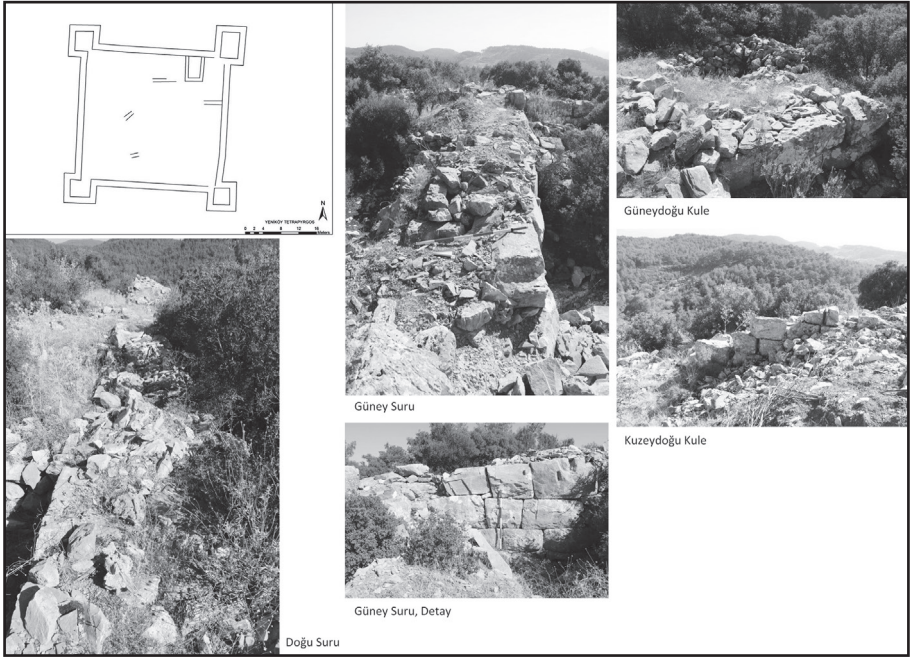 N
YENİKÖY TETRAPYRGOS
0 2 4 8 12 16
Meters
Güneydoğu Kule
Güney Suru
Kuzeydoğu Kule
Güney Suru, Detay
Doğu Suru